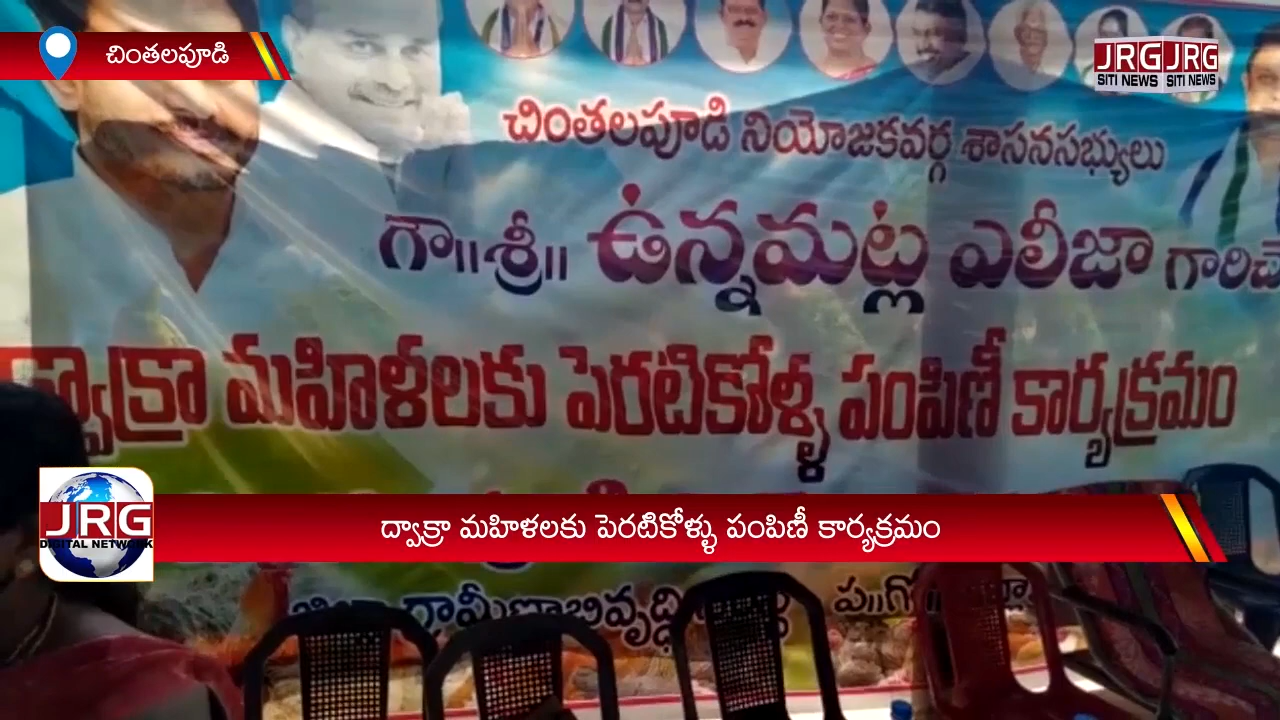 చింతలపూడి
JRG JRG
SITI NEWS SITI NEWS
చింతలపూడి నియోజకవర్గ శాసనసభ్యులు
గా॥శ్రీ॥ ఉన్నమట్ల ఎలీజా
ద్వాక్రా మహిళలకు పెరటికోళ్ళ పంపిణీ కార్యక్రమం
JRG
DIGITAL NETWORK
ద్వాక్రా మహిళలకు పెరటికోళ్ళు పంపిణీ కార్యక్రమం